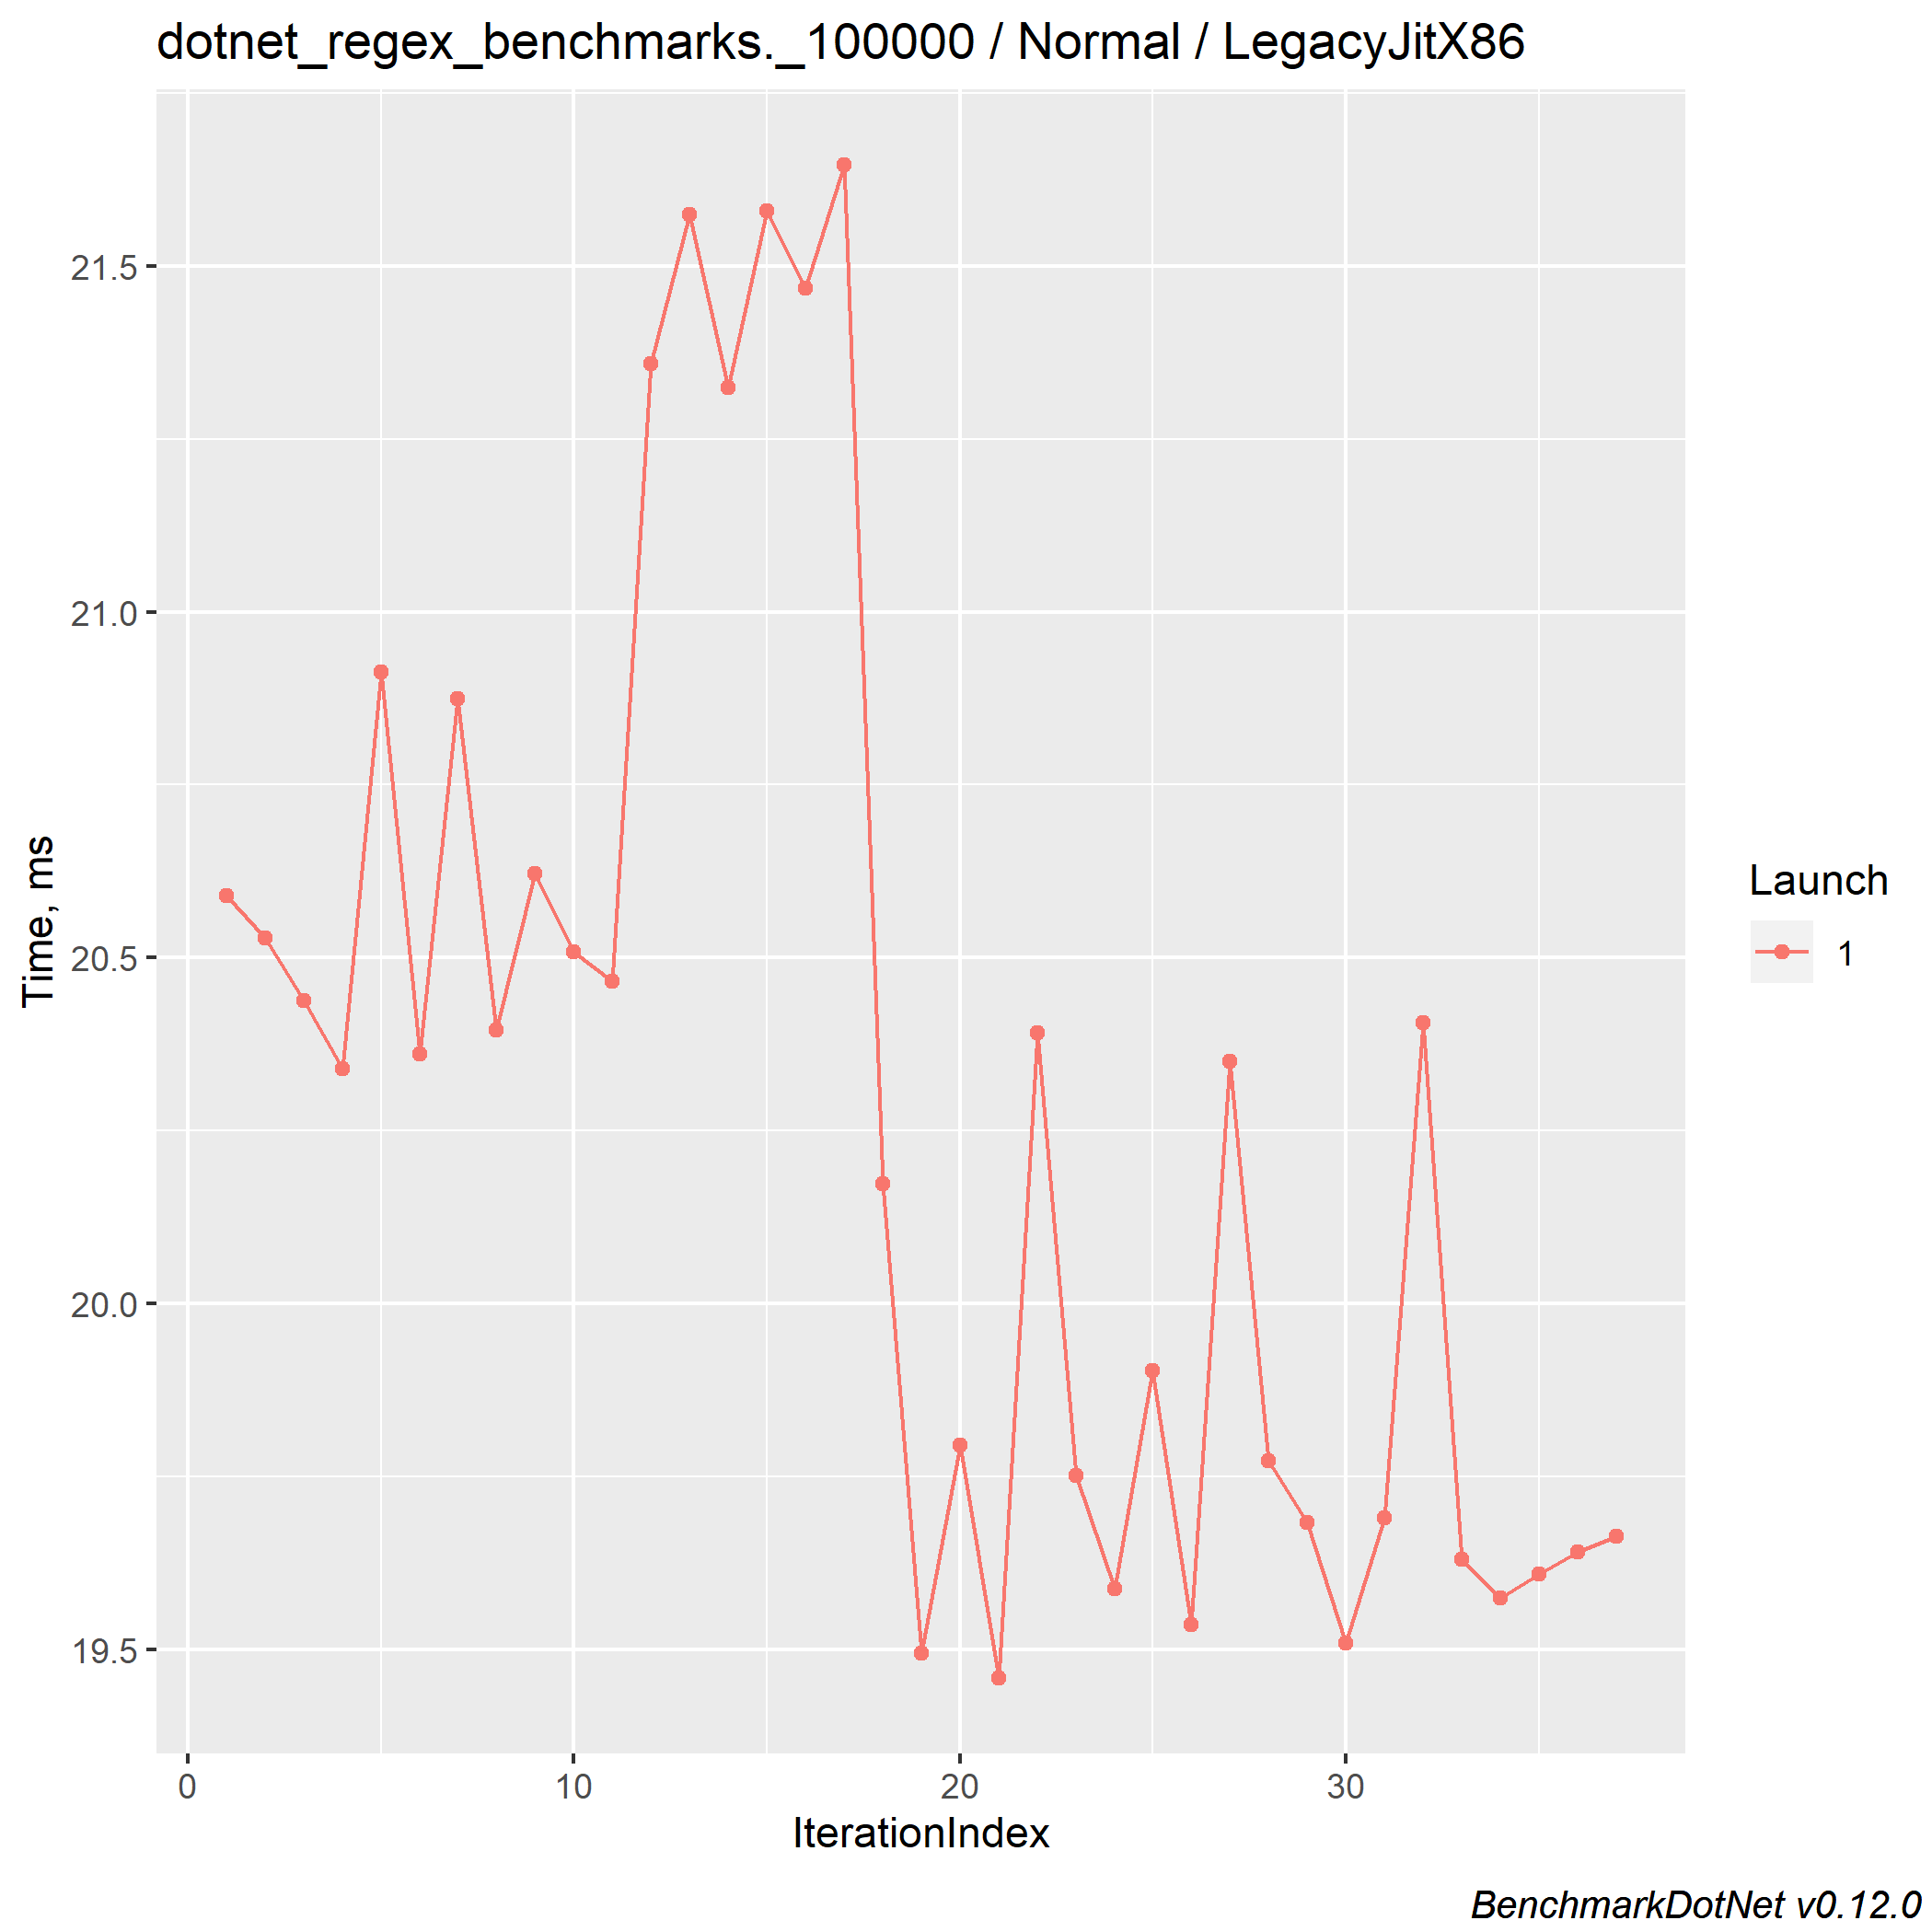 dotnet_regex_benchmarks._100000 / Normal / LegacyJitX86
Time, ms
21.5
21.0
20.5
20.0
19.5
0 10 20 30
IterationIndex
Launch
1
BenchmarkDotNet v0.12.0